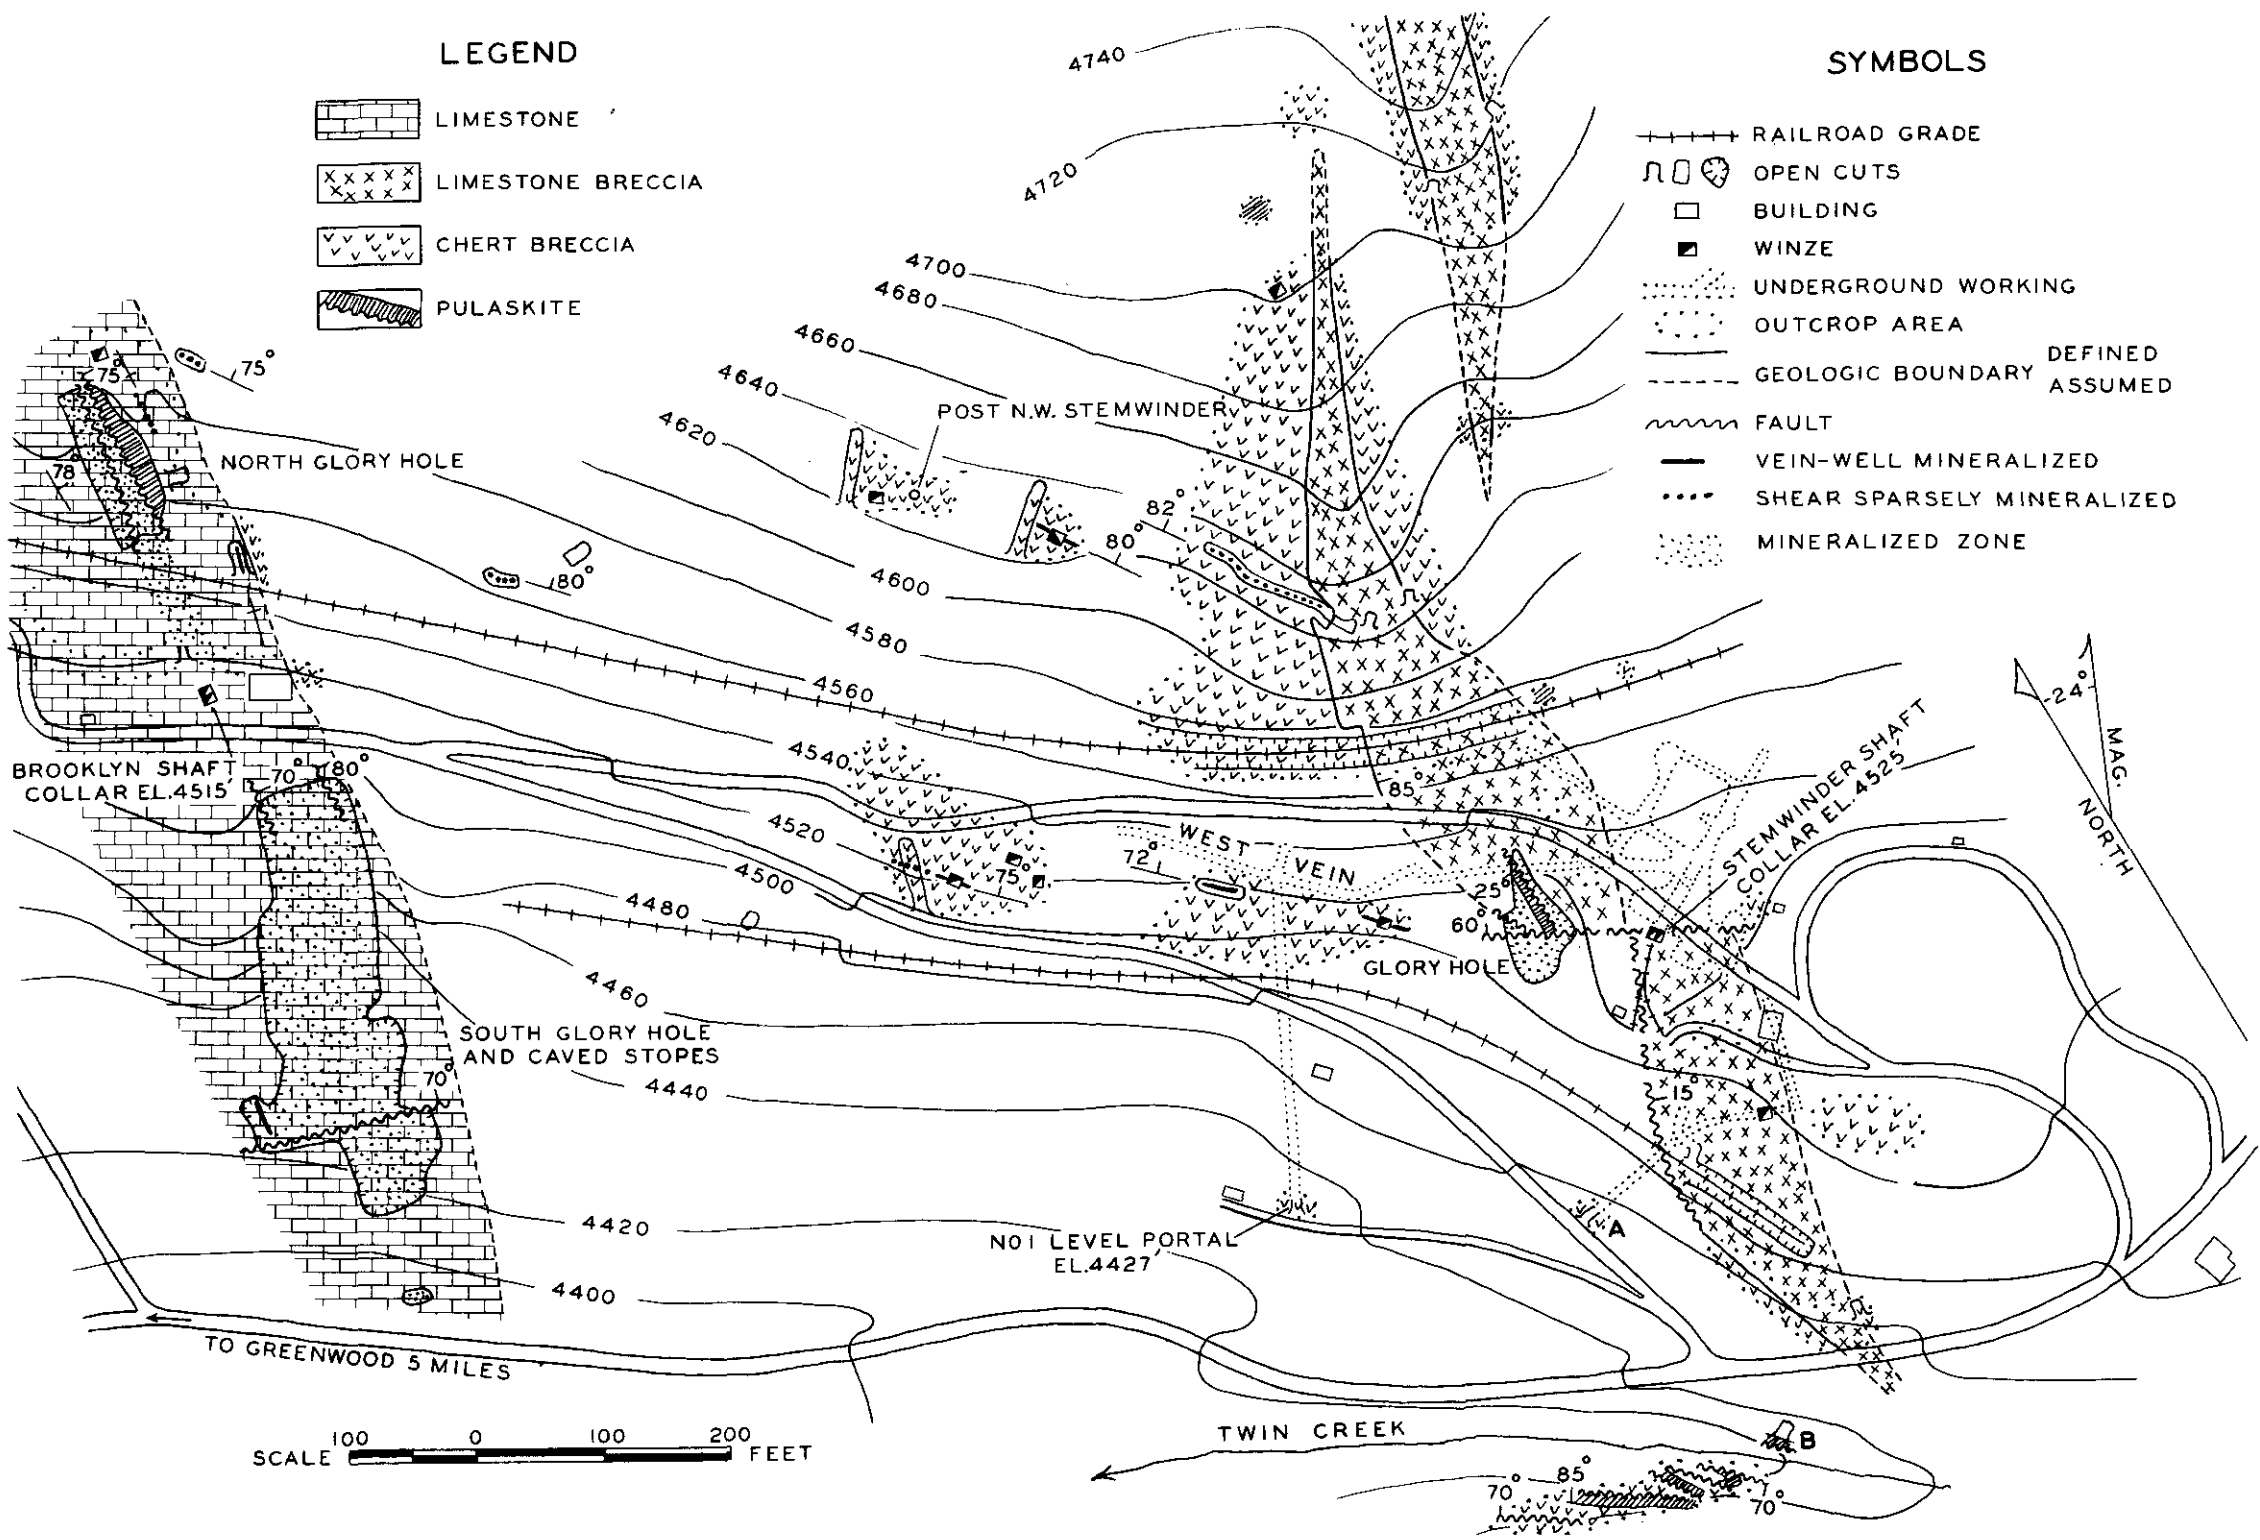 LEGEND
LIMESTONE
LIMESTONE BRECCIA
CHERT BRECCIA
PULASKITE
SYMBOLS
RAILROAD GRADE
OPEN CUTS
BUILDING
WINZE
UNDERGROUND WORKING
OUTCROP AREA
GEOLOGIC BOUNDARY DEFINED
ASSUMED
FAULT
VEIN-WELL MINERALIZED
SHEAR SPARSELY MINERALIZED
MINERALIZED ZONE
4740
4720
4700
4680
4660
4640
4620
POST N.W. STEMWINDER
75°
75°
78°
NORTH GLORY HOLE
80°
82°
80°
4600
4580
4560
4540
4520
4500
4480
4460
4440
4420
4400
BROOKLYN SHAFT
COLLAR EL. 4515'
70°
80°
SOUTH GLORY HOLE
AND CAVED STOPES
70°
75°
72°
WEST VEIN
85°
25°
60°
GLORY HOLE
STEMWINDER SHAFT
COLLAR EL. 4525
15°
-24°
MAG.
NORTH
NO 1 LEVEL PORTAL
EL. 4427'
A
B
TO GREENWOOD 5 MILES
SCALE 100 0 100 200 FEET
TWIN CREEK
70°
85°
70°